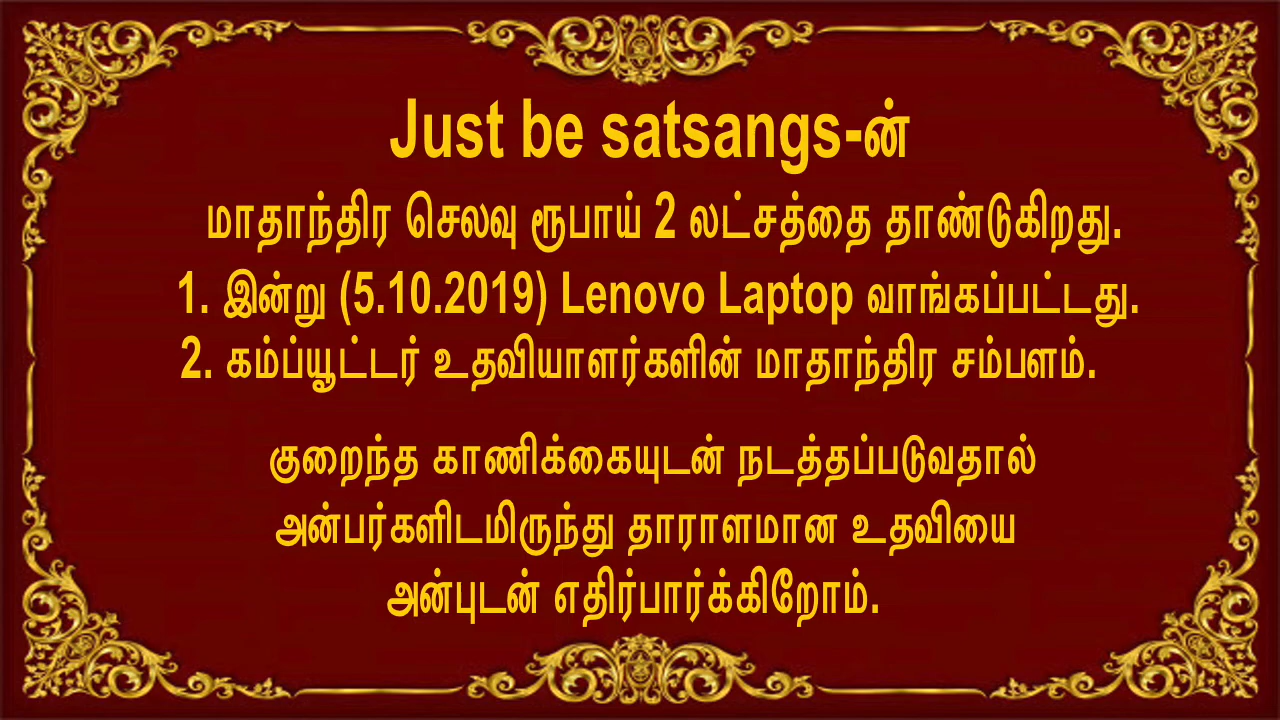 Just be satsangs-ன்
மாதாந்திர செலவு ரூபாய் 2 லட்சத்தை தாண்டுகிறது.
1. இன்று (5.10.2019) Lenovo Laptop வாங்கப்பட்டது.
2. கம்ப்யூட்டர் உதவியாளர்களின் மாதாந்திர சம்பளம்.
குறைந்த காணிக்கையுடன் நடத்தப்படுவதால்
அன்பர்களிடமிருந்து தாராளமான உதவியை
அன்புடன் எதிர்பார்க்கிறோம்.